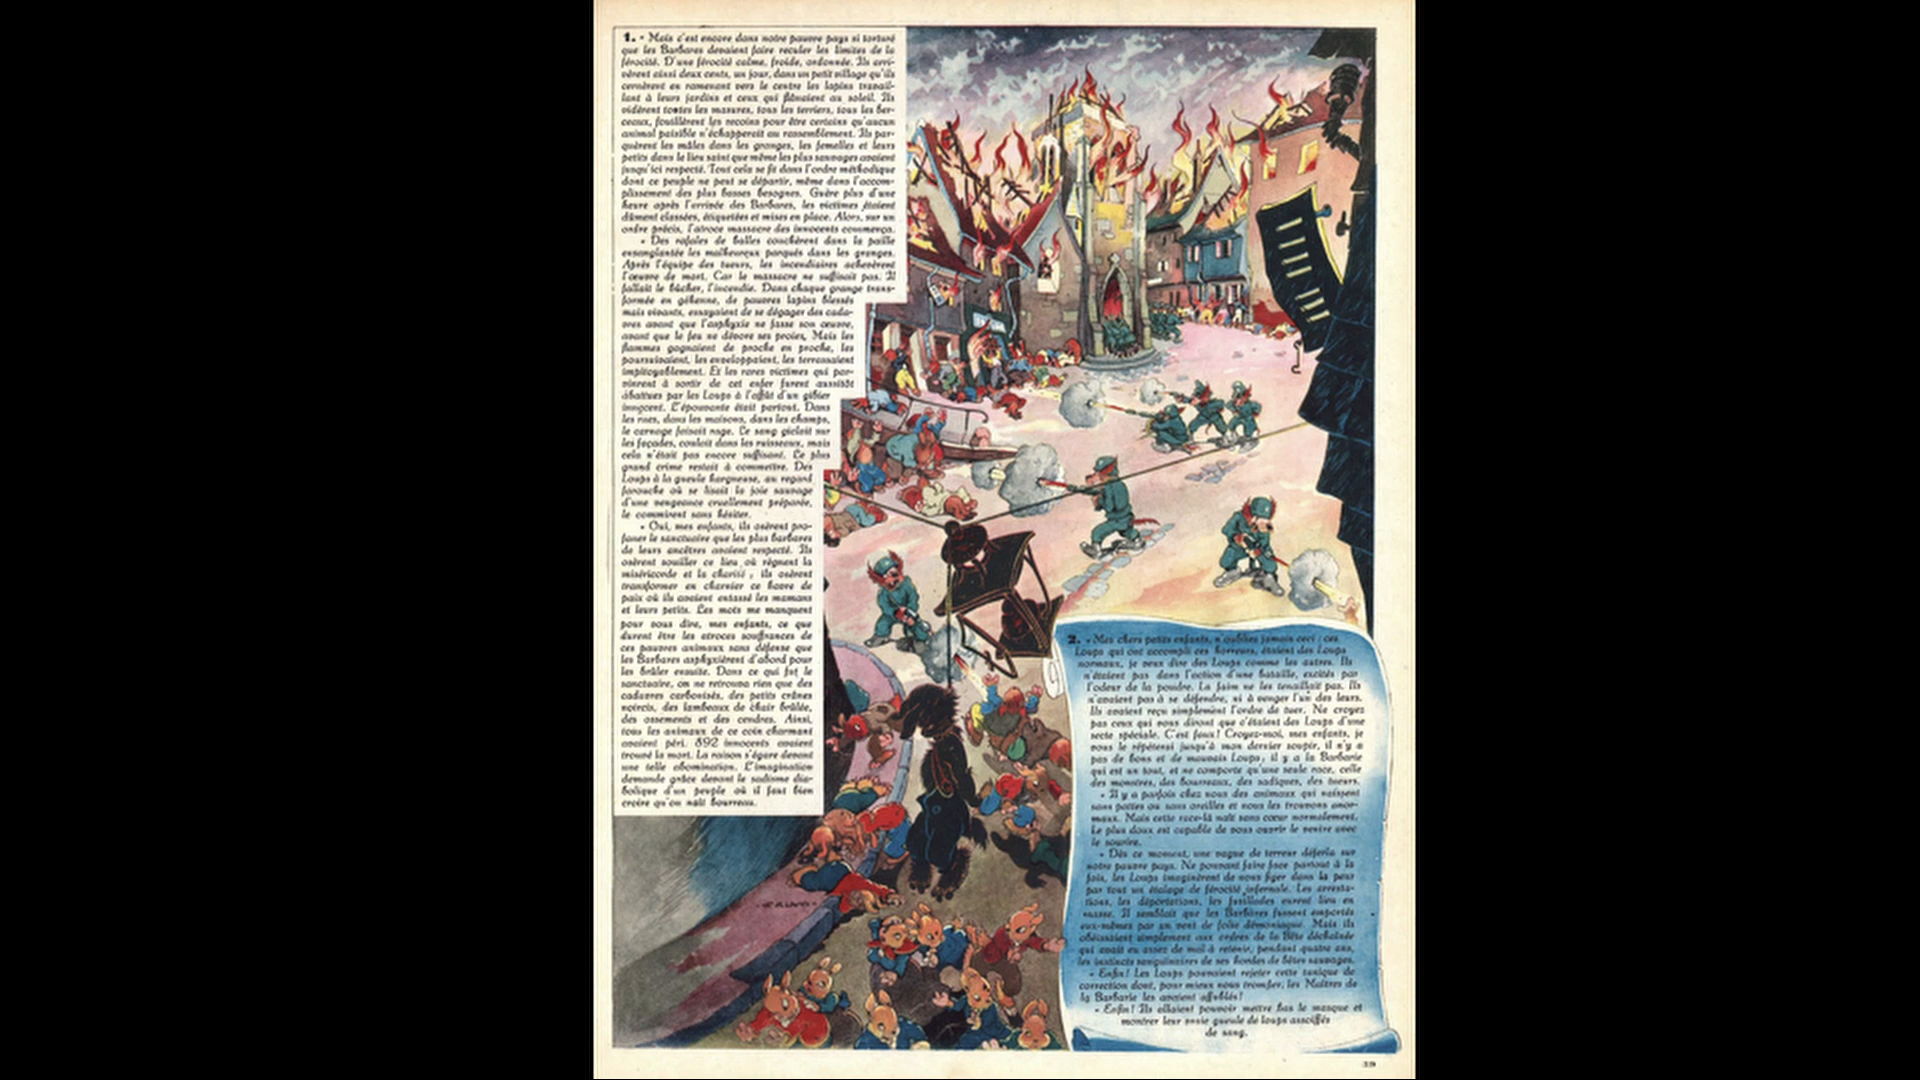 1. - Mais c'est encore dans notre pauvre pays si torturé
que les Barbares devaient faire reculer les limites de la
férocité. D'une férocité calme, froide, ordonnée. Ils arri-
vèrent ainsi deux cents, un jour, dans un petit village qu'ils
cernèrent en ramenant vers le centre les lapins travail-
lant à leurs jardins et ceux qui flânaient au soleil. Ils
vidèrent toutes les masures, tous les terriers, tous les ber-
ceaux, fouillèrent les recoins pour être certains qu'aucun
animal paisible n'échapperait au rassemblement. Ils par-
quèrent les mâles dans les granges, les femelles et leurs
petits dans le lieu saint que même les plus sauvages avaient
jusqu'ici respecté. Tout cela se fit dans l'ordre méthodique
dont ce peuple ne peut se départir, même dans l'accom-
plissement des plus basses besognes. Guère plus d'une
heure après l'arrivée des Barbares, les victimes étaient
dûment classées, étiquetées et mises en place. Alors, sur un
ordre précis, l'atroce massacre des innocents commença.
« Des rafales de balles couchèrent dans la paille
ensanglantée les malheureux parqués dans les granges.
Après l'équipe des tueurs, les incendiaires achevèrent
l'œuvre de mort. Car le massacre ne suffisait pas. Il
fallait le bûcher, l'incendie. Dans chaque grange trans-
formée en géhenne, de pauvres lapins blessés
mais vivants, essayaient de se dégager des cada-
vres avant que l'asphyxie ne fasse son œuvre,
avant que le feu ne dévore ses proies. Mais les
flammes gagnaient de proche en proche, les
poursuivaient, les enveloppaient, les terrassaient
impitoyablement. Et les rares victimes qui par-
vinrent à sortir de cet enfer furent aussitôt
abattues par les Loups à l'affût d'un gibier
innocent. L'épouvante était partout. Dans
les rues, dans les maisons, dans les champs,
le carnage faisait rage. Le sang giclait sur
les façades, coulait dans les ruisseaux, mais
cela n'était pas encore suffisant. Le plus
grand crime restait à commettre. Des
Loups à la gueule hargneuse, au regard
farouche où se lisait la joie sauvage
d'une vengeance cruellement préparée,
le commirent sans hésiter.
« Oui, mes enfants, ils osèrent pro-
faner le sanctuaire que les plus barbares
de leurs ancêtres avaient respecté. Ils
osèrent souiller ce lieu où règnent la
miséricorde et la charité ; ils osèrent
transformer en charnier ce havre de
paix où ils avaient entassé les mamans
et leurs petits. Les mots me manquent
pour vous dire, mes enfants, ce que
durent être les atroces souffrances de
ces pauvres animaux sans défense que
les Barbares asphyxièrent d'abord pour
les brûler ensuite. Dans ce qui fut le
sanctuaire, on ne retrouva rien que des
cadavres carbonisés, des petits crânes
noircis, des lambeaux de chair brûlée,
des ossements et des cendres. Ainsi,
tous les animaux de ce coin charmant
avaient péri. 892 innocents avaient
trouvé la mort. La raison s'égare devant
une telle abomination. L'imagination
demande grâce devant le sadisme dia-
bolique d'un peuple où il faut bien
croire qu'on naît bourreau.
CALVO
2. - Mes chers petits enfants, n'oubliez jamais ceci : ces
Loups qui ont accompli ces horreurs, étaient des Loups
normaux, je veux dire des Loups comme les autres. Ils
n'étaient pas dans l'action d'une bataille, excités par
l'odeur de la poudre. La faim ne les tenaillait pas. Ils
n'avaient pas à se défendre, ni à venger l'un des leurs.
Ils avaient reçu simplement l'ordre de tuer. Ne croyez
pas ceux qui vous diront que c'étaient des Loups d'une
secte spéciale. C'est faux ! Croyez-moi, mes enfants, je
vous le répéterai jusqu'à mon dernier soupir, il n'y a
pas de bons et de mauvais Loups, il y a la Barbarie
qui est un tout, et ne comporte qu'une seule race, celle
des monstres, des bourreaux, des sadiques, des tueurs.
« Il y a parfois chez nous des animaux qui naissent
sans pattes ou sans oreilles et nous les trouvons anor-
maux. Mais cette race-là naît sans cœur normalement.
Le plus doux est capable de vous ouvrir le ventre avec
le sourire.
« Dès ce moment, une vague de terreur déferla sur
notre pauvre pays. Ne pouvant faire face partout à la
fois, les Loups imaginèrent de nous figer dans la peur
par tout un étalage de férocité infernale. Les arresta-
tions, les déportations, les fusillades eurent lieu en
masse. Il semblait que les Barbares fussent emportés
eux-mêmes par un vent de folie démoniaque. Mais ils
obéissaient simplement aux ordres de la Bête déchaînée
qui avait eu assez de mal à retenir, pendant quatre ans,
les instincts sanguinaires de ses hordes de bêtes sauvages.
« Enfin ! Les Loups pouvaient rejeter cette tunique de
correction dont, pour mieux nous tromper, les Maîtres de
la Barbarie les avaient affublés !
« Enfin ! Ils allaient pouvoir mettre bas le masque et
montrer leur vraie gueule de loups assoiffés
de sang.